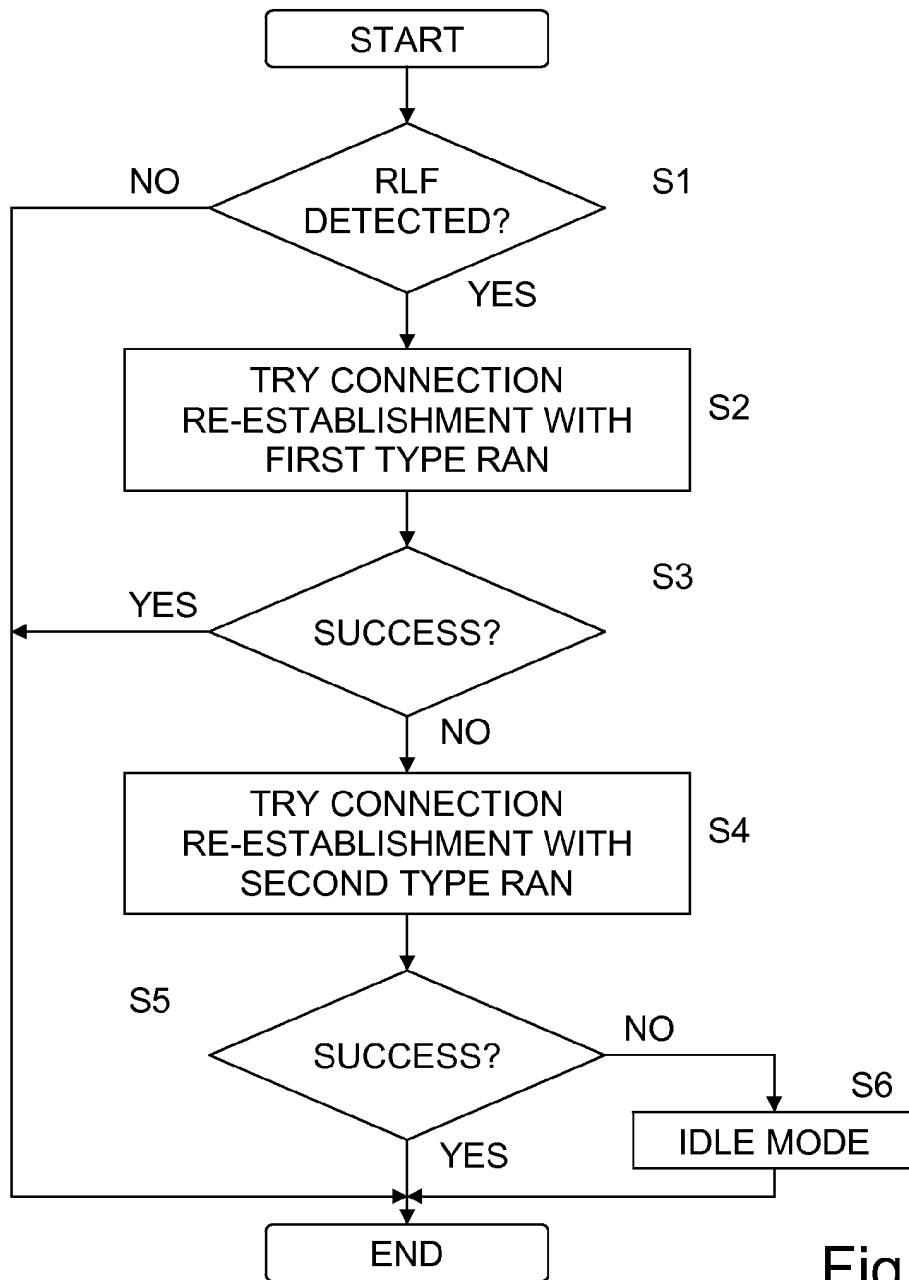 START
NO
RLF
DETECTED?
S1
YES
TRY CONNECTION
RE-ESTABLISHMENT WITH
FIRST TYPE RAN
S2
S3
YES
SUCCESS?
NO
TRY CONNECTION
RE-ESTABLISHMENT WITH
SECOND TYPE RAN
S4
S5
SUCCESS?
NO
S6
IDLE MODE
YES
END
Fig